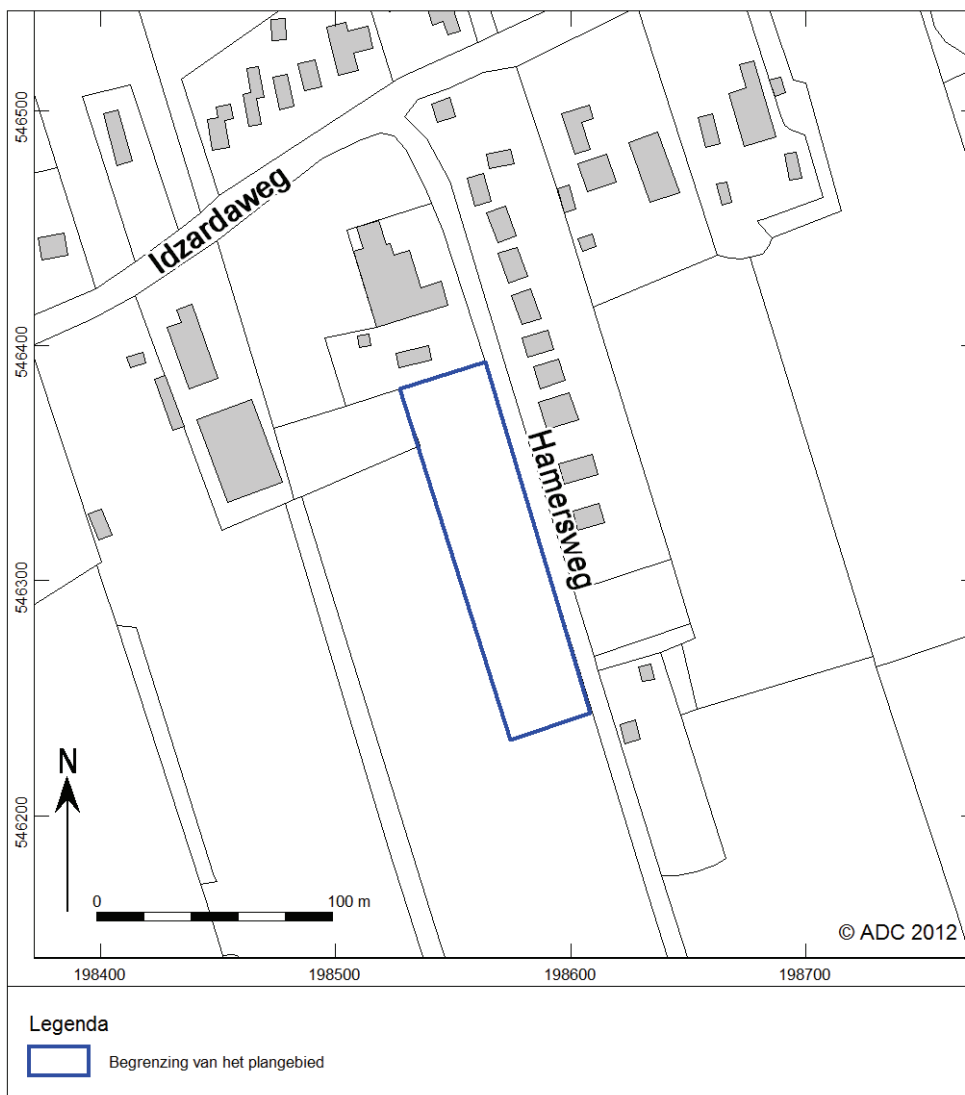 546500
Idzardaweg
546400
Hamersweg
546300
N
546200
0 100 m
© ADC 2012
198400 198500 198600 198700
Legenda
Begrenzing van het plangebied